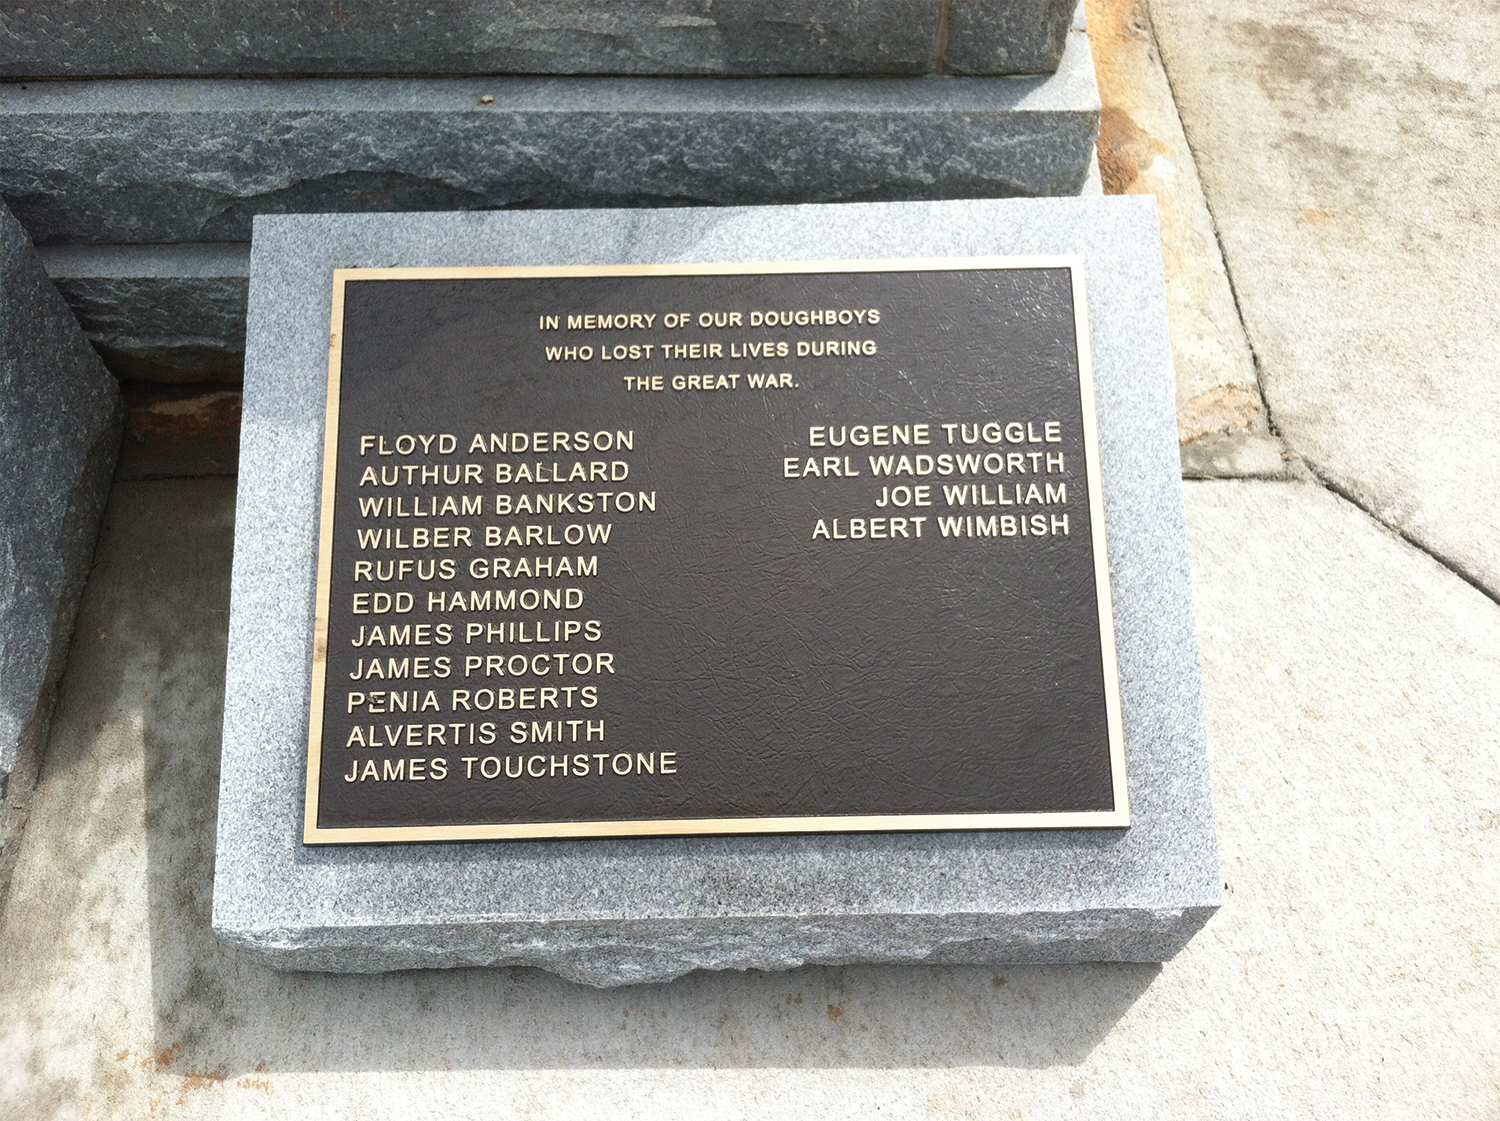 IN MEMORY OF OUR DOUGHBOYS
WHO LOST THEIR LIVES DURING
THE GREAT WAR.
FLOYD ANDERSON
AUTHUR BALLARD
WILLIAM BANKSTON
WILBER BARLOW
RUFUS GRAHAM
EDD HAMMOND
JAMES PHILLIPS
JAMES PROCTOR
PENIA ROBERTS
ALVERTIS SMITH
JAMES TOUCHSTONE
EUGENE TUGGLE
EARL WADSWORTH
JOE WILLIAM
ALBERT WIMBISH